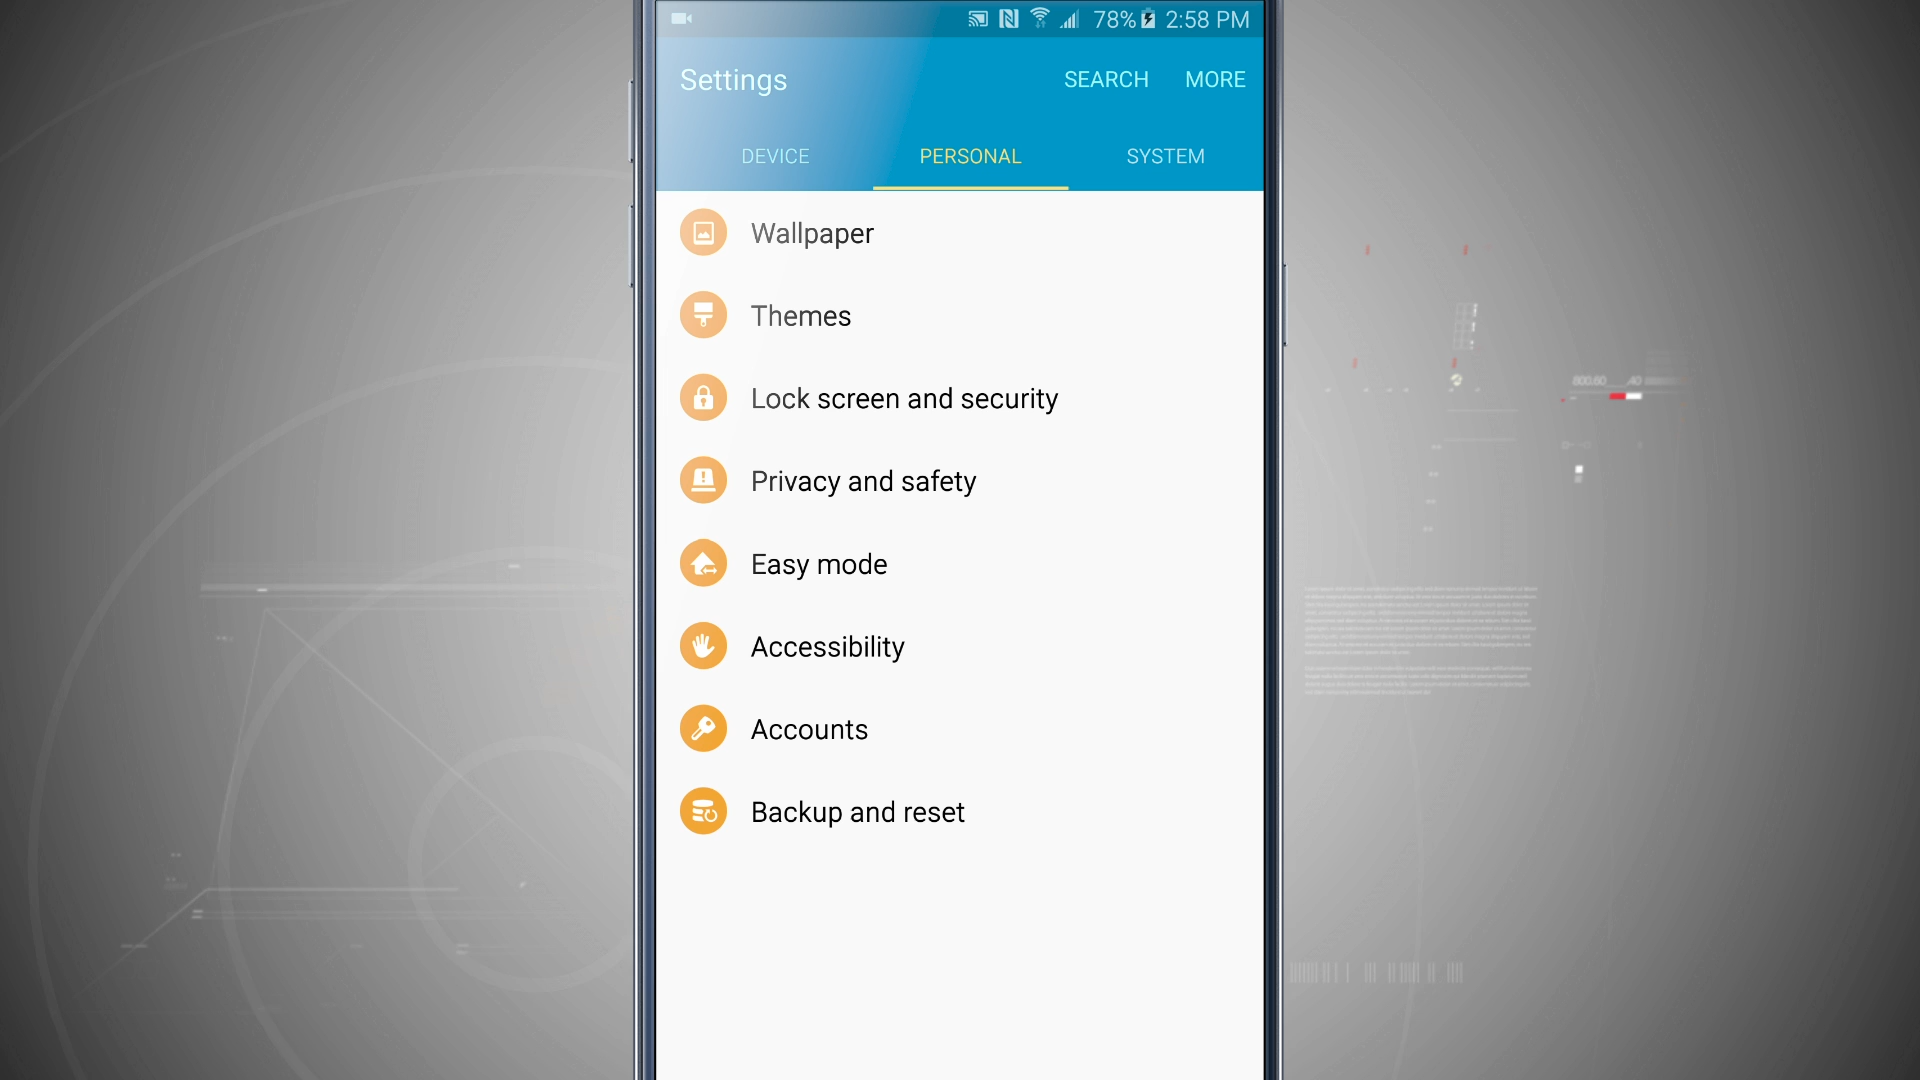 78% 2:58 PM
Settings SEARCH MORE
DEVICE PERSONAL SYSTEM
Wallpaper
Themes
Lock screen and security
Privacy and safety
Easy mode
Accessibility
Accounts
Backup and reset